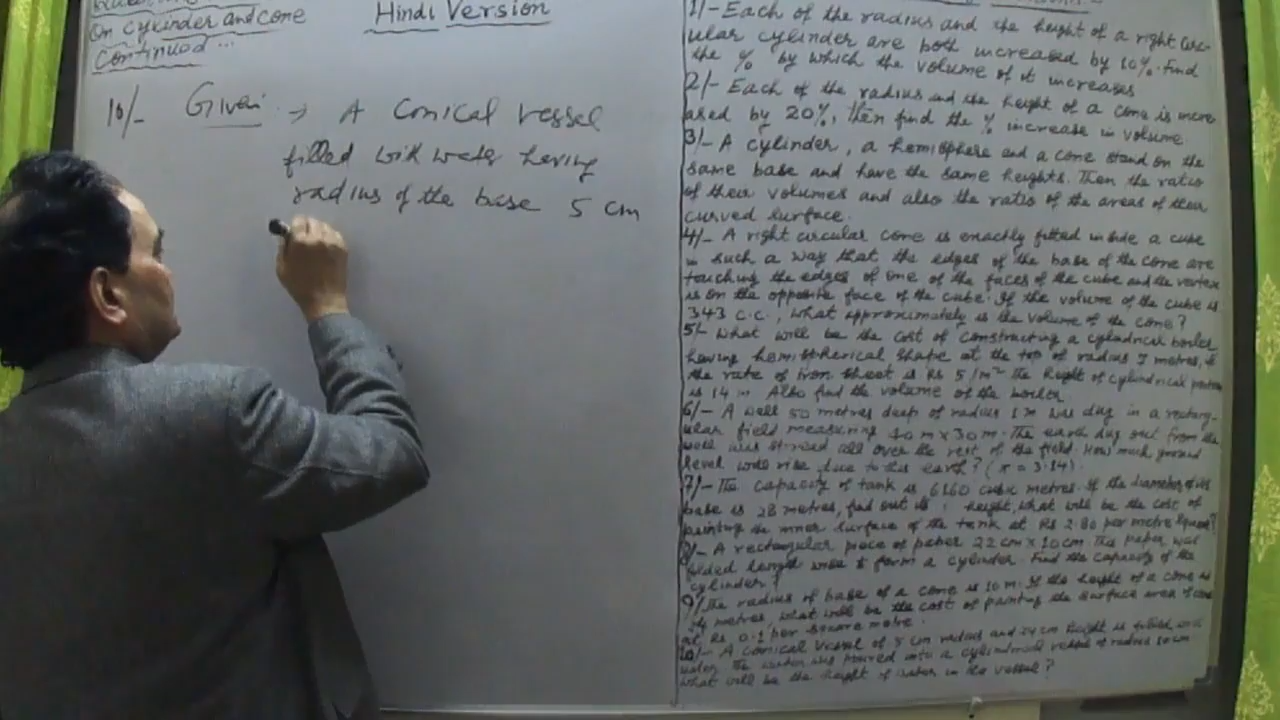 On cylinder and cone
Continued ...
Hindi Version
10/- Given → A Conical vessel
filled with water having
radius of the base 5 cm
1/- Each of the radius and the height of a right circ-
ular cylinder are both increased by 10%. Find
the % by which the volume of it increases
2/- Each of the radius and the height of a cone is incre
ased by 20%, then find the % increase in volume
3/- A cylinder, a hemisphere and a cone stand on the
same base and have the same heights. Then the ratio
of their volumes and also the ratio of the areas of their
curved surface.
4/- A right circular cone is exactly fitted inside a cube
in such a way that the edges of the base of the cone are
touching the edges of one of the faces of the cube and the vertex
is on the opposite face of the cube. If the volume of the cube is
343 c.c., what approximately is the volume of the cone?
5/- What will be the cost of constructing a cylindrical boiler
having hemispherical shape at the top of radius 7 metres, if
the rate of iron sheet is Rs 5/m² The height of cylindrical portion
is 14 m Also find the volume of the boiler
6/- A well 50 metres deep of radius 1 m was dug in a rectang-
ular field measuring 40 m x 30 m. The earth dug out from the
well was all over the rest of the field. How much ground
level will rise due to this earth? (π = 3.14)
7/- The capacity of tank is 6160 cubic metres. If the diameter of its
base is 28 metres, find out its height, what will be the cost of
painting the inner surface of the tank at Rs 2.80 per metre square?
8/- A rectangular piece of paper 22 cm x 10 cm The paper was
folded length wise to form a cylinder. Find the capacity of the
cylinder?
9/- The radius of base of a cone is 10 m. If the height of a cone is
24 metres, what will be the cost of painting the surface area of cone
at Rs 0.1 per square metre.
10/- A Conical Vessel of 5 cm radius and 24 cm height is filled with
water. The water was poured into a cylindrical vessel of radius 10 cm
what will be the height of water in the vessel?